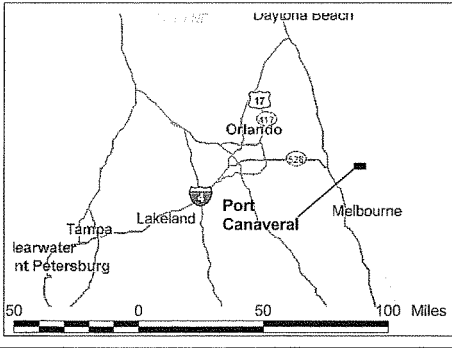 Daytona Beach
17
417
Orlando
528
4
Port
Canaveral
Melbourne
Lakeland
Tampa
learwater
nt Petersburg
50 0 50 100 Miles